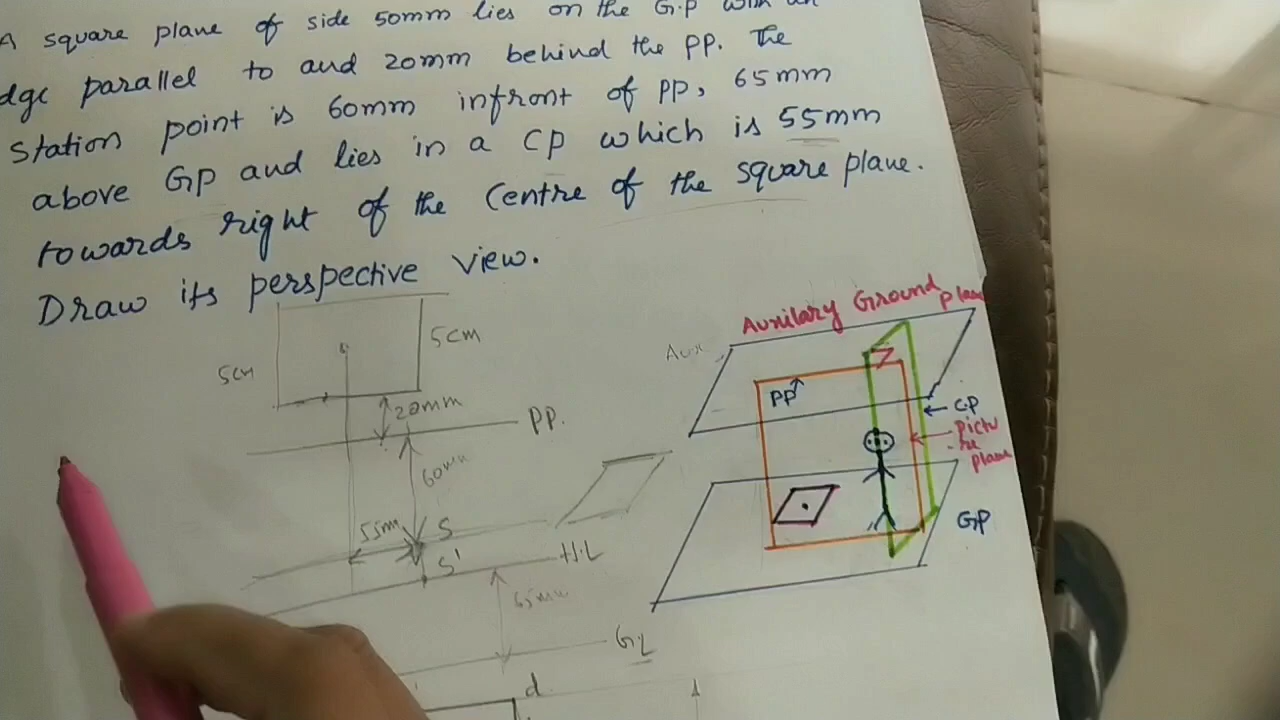 A square plane of side 50mm lies on the G.P with an
dge parallel to and 20mm behind the PP. The
Station point is 60mm infront of PP, 65mm
above GP and lies in a CP which is 55mm
towards right of the Centre of the square plane.
Draw its perspective view.
Auxilary Ground Plane
Aux
5cm
5cm
PP
20mm
PP.
CP
pictu
-re
plane
60mm
55mm
S
S'
H.L
GP
65mm
G.L
d